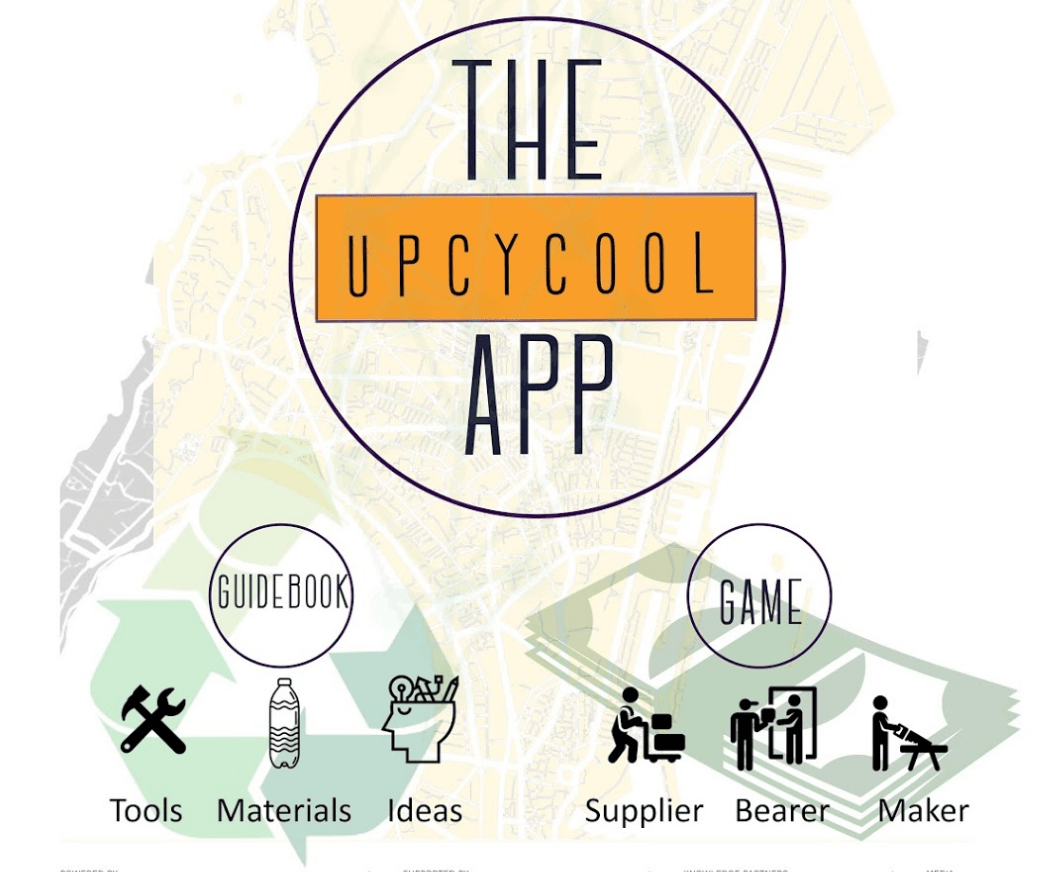 THE
UPCYCOOL
APP
GUIDEBOOK
GAME
Tools Materials Ideas
Supplier Bearer Maker